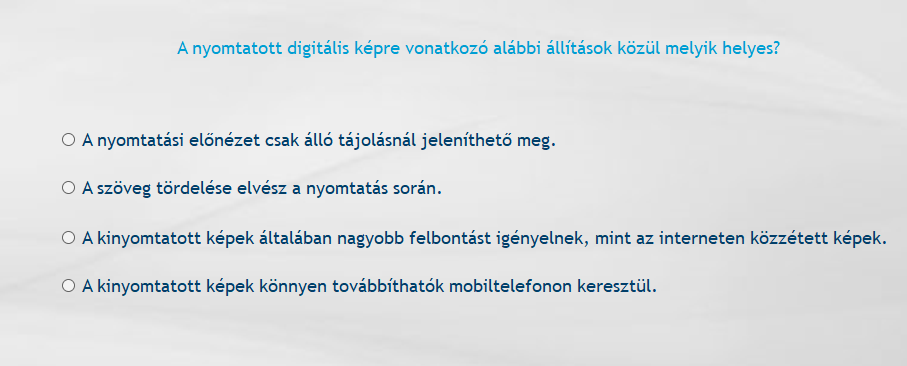 A nyomtatott digitális képre vonatkozó alábbi állítások közül melyik helyes?
A nyomtatási előnézet csak álló tájolásnál jeleníthető meg.
A szöveg tördelése elvész a nyomtatás során.
A kinyomtatott képek általában nagyobb felbontást igényelnek, mint az interneten közzétett képek.
A kinyomtatott képek könnyen továbbíthatók mobiltelefonon keresztül.